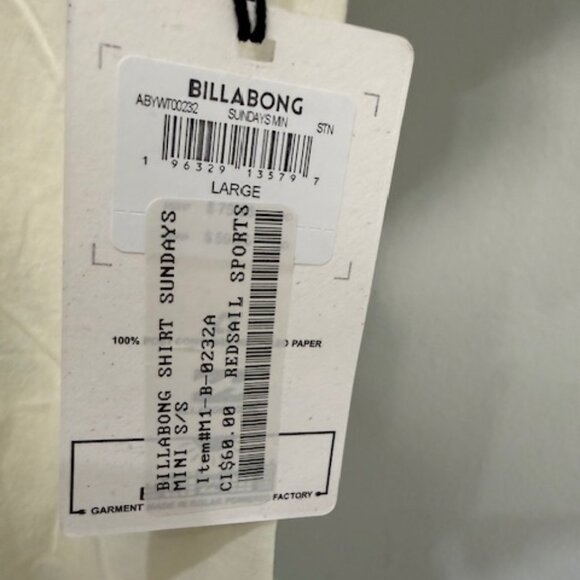 BILLABONG
ABYWT00232
SUNDAYS MIN
STN
1 96329 13579 7
LARGE
BILLABONG SHIRT SUNDAYS
MINI S/S
Item#M1-B-0232A
CI$60.00 REDSAIL SPORTS
100%
PAPER
GARMENT
FACTORY